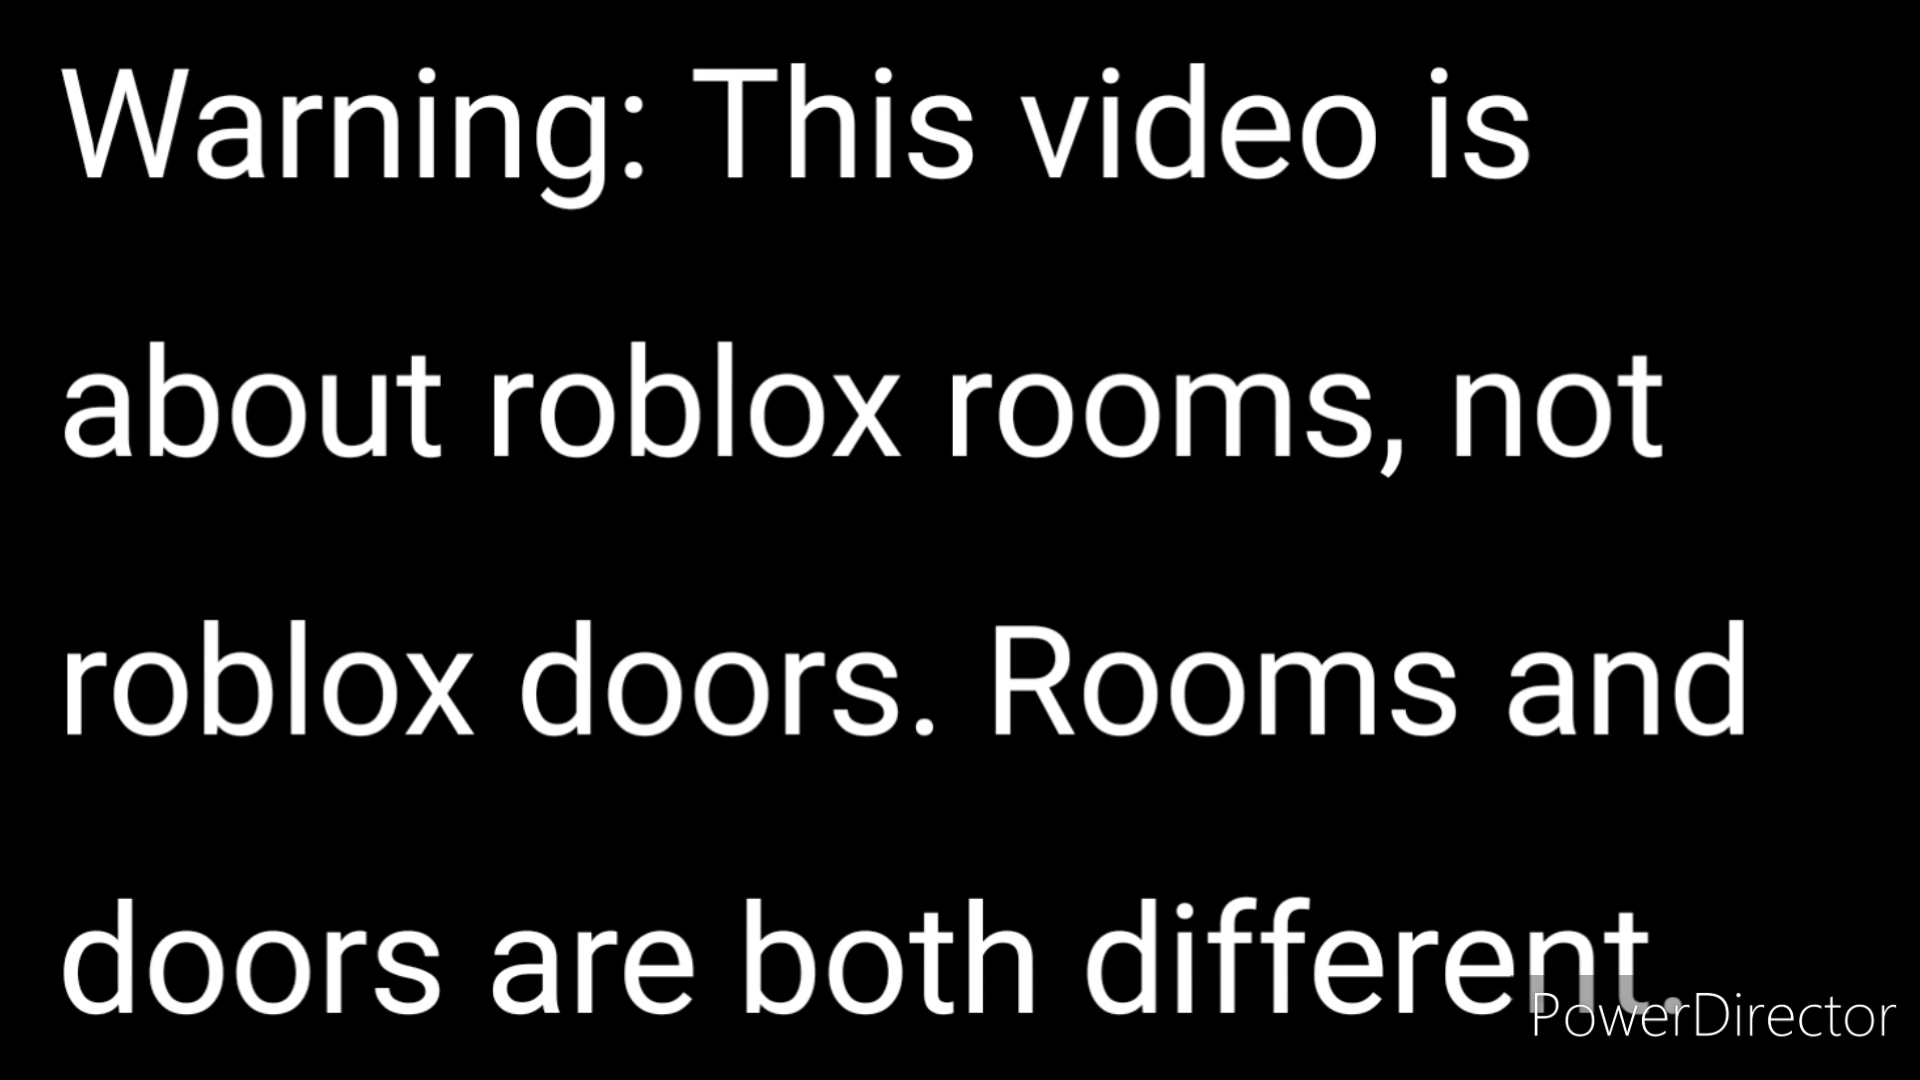 Warning: This video is
about roblox rooms, not
roblox doors. Rooms and
doors are both different.
PowerDirector